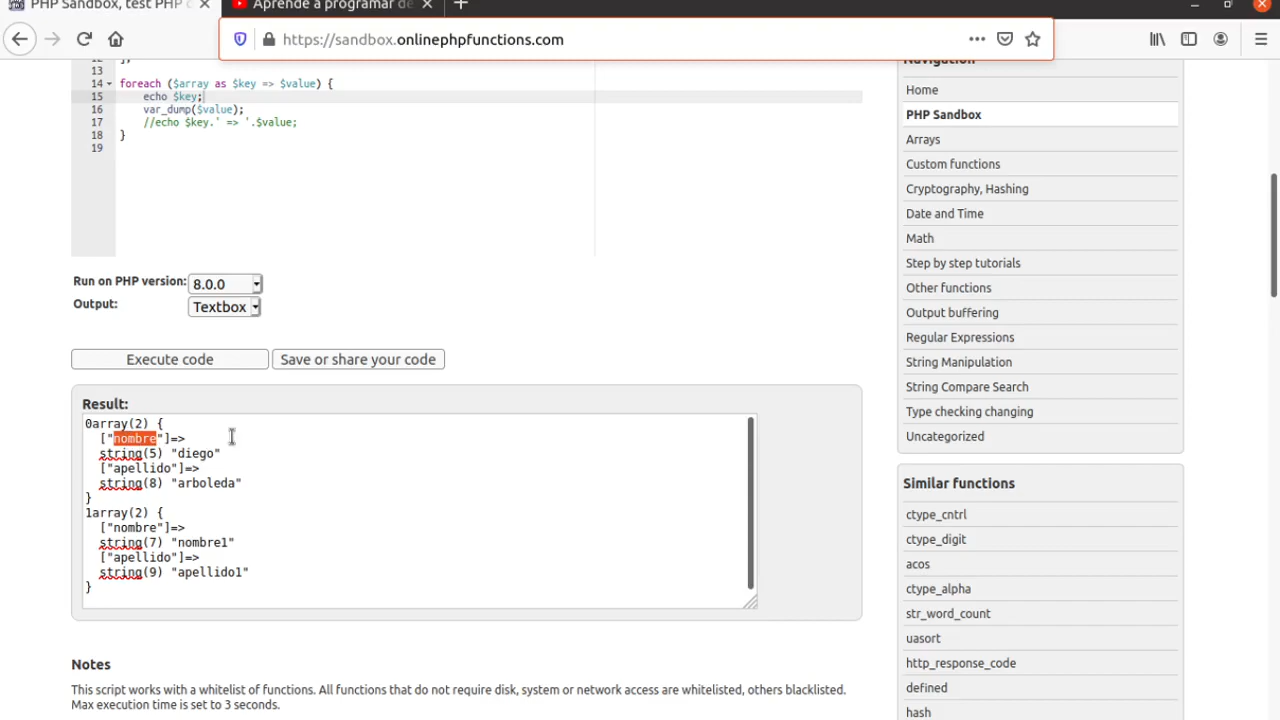 PHP Sandbox, test PHP
Aprende a programar de
https://sandbox.onlinephpfunctions.com
13
14 foreach ($array as $key => $value) {
15 echo $key;
16 var_dump($value);
17 //echo $key.' => '.$value;
18 }
19
Run on PHP version: 8.0.0
Output: Textbox
Execute code
Save or share your code
Result:
0array(2) {
["nombre"]=>
string(5) "diego"
["apellido"]=>
string(8) "arboleda"
}
1array(2) {
["nombre"]=>
string(7) "nombre1"
["apellido"]=>
string(9) "apellido1"
}
Notes
This script works with a whitelist of functions. All functions that do not require disk, system or network access are whitelisted, others blacklisted.
Max execution time is set to 3 seconds.
Navigation
Home
PHP Sandbox
Arrays
Custom functions
Cryptography, Hashing
Date and Time
Math
Step by step tutorials
Other functions
Output buffering
Regular Expressions
String Manipulation
String Compare Search
Type checking changing
Uncategorized
Similar functions
ctype_cntrl
ctype_digit
acos
ctype_alpha
str_word_count
uasort
http_response_code
defined
hash